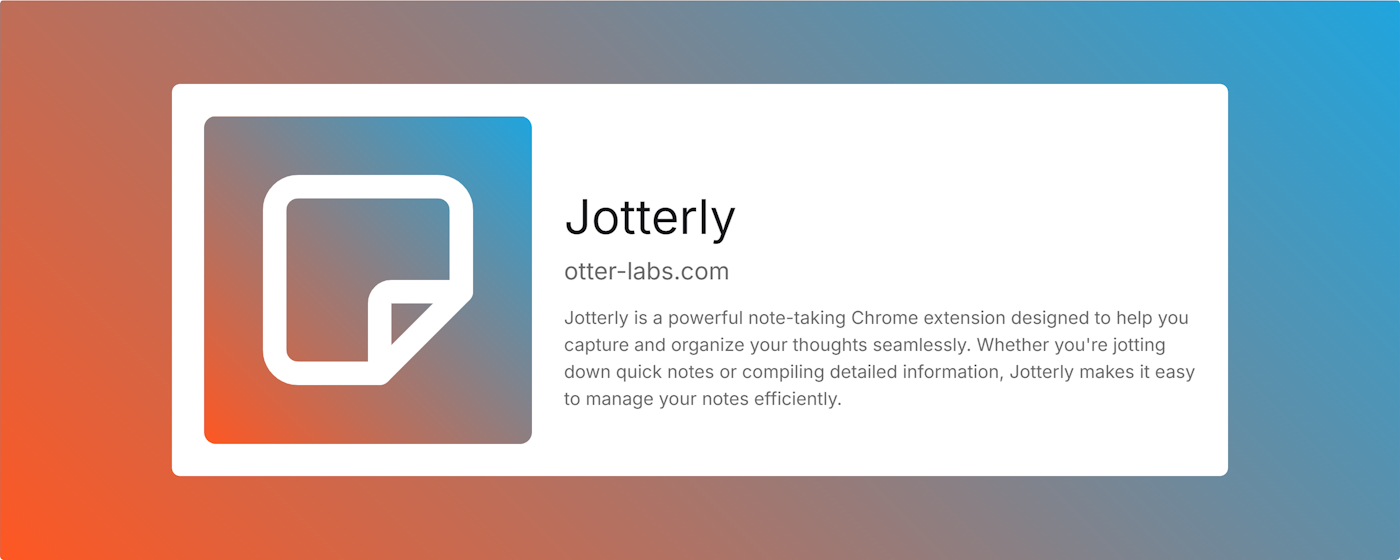 Jotterly
otter-labs.com
Jotterly is a powerful note-taking Chrome extension designed to help you
capture and organize your thoughts seamlessly. Whether you're jotting
down quick notes or compiling detailed information, Jotterly makes it easy
to manage your notes efficiently.